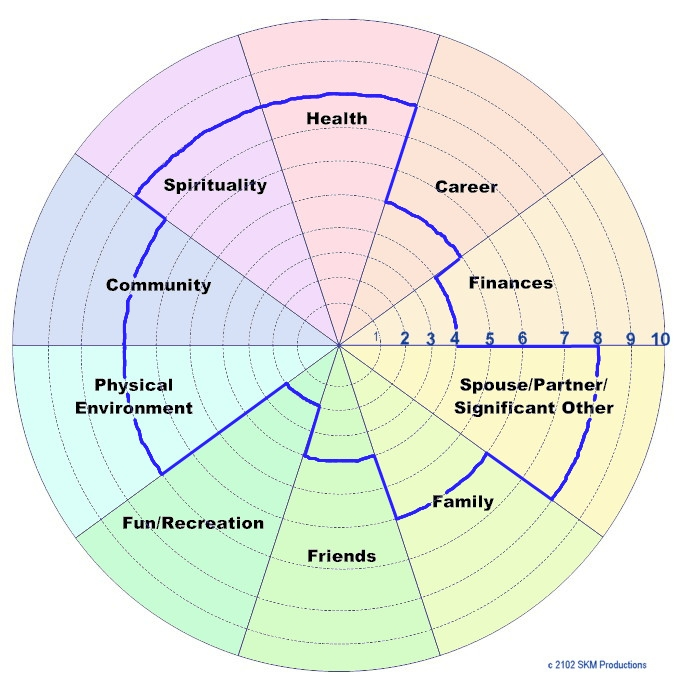 Health
Spirituality
Career
Community
Finances
1 2 3 4 5 6 7 8 9 10
Physical
Environment
Spouse/Partner/
Significant Other
Family
Fun/Recreation
Friends
c 2102 SKM Productions